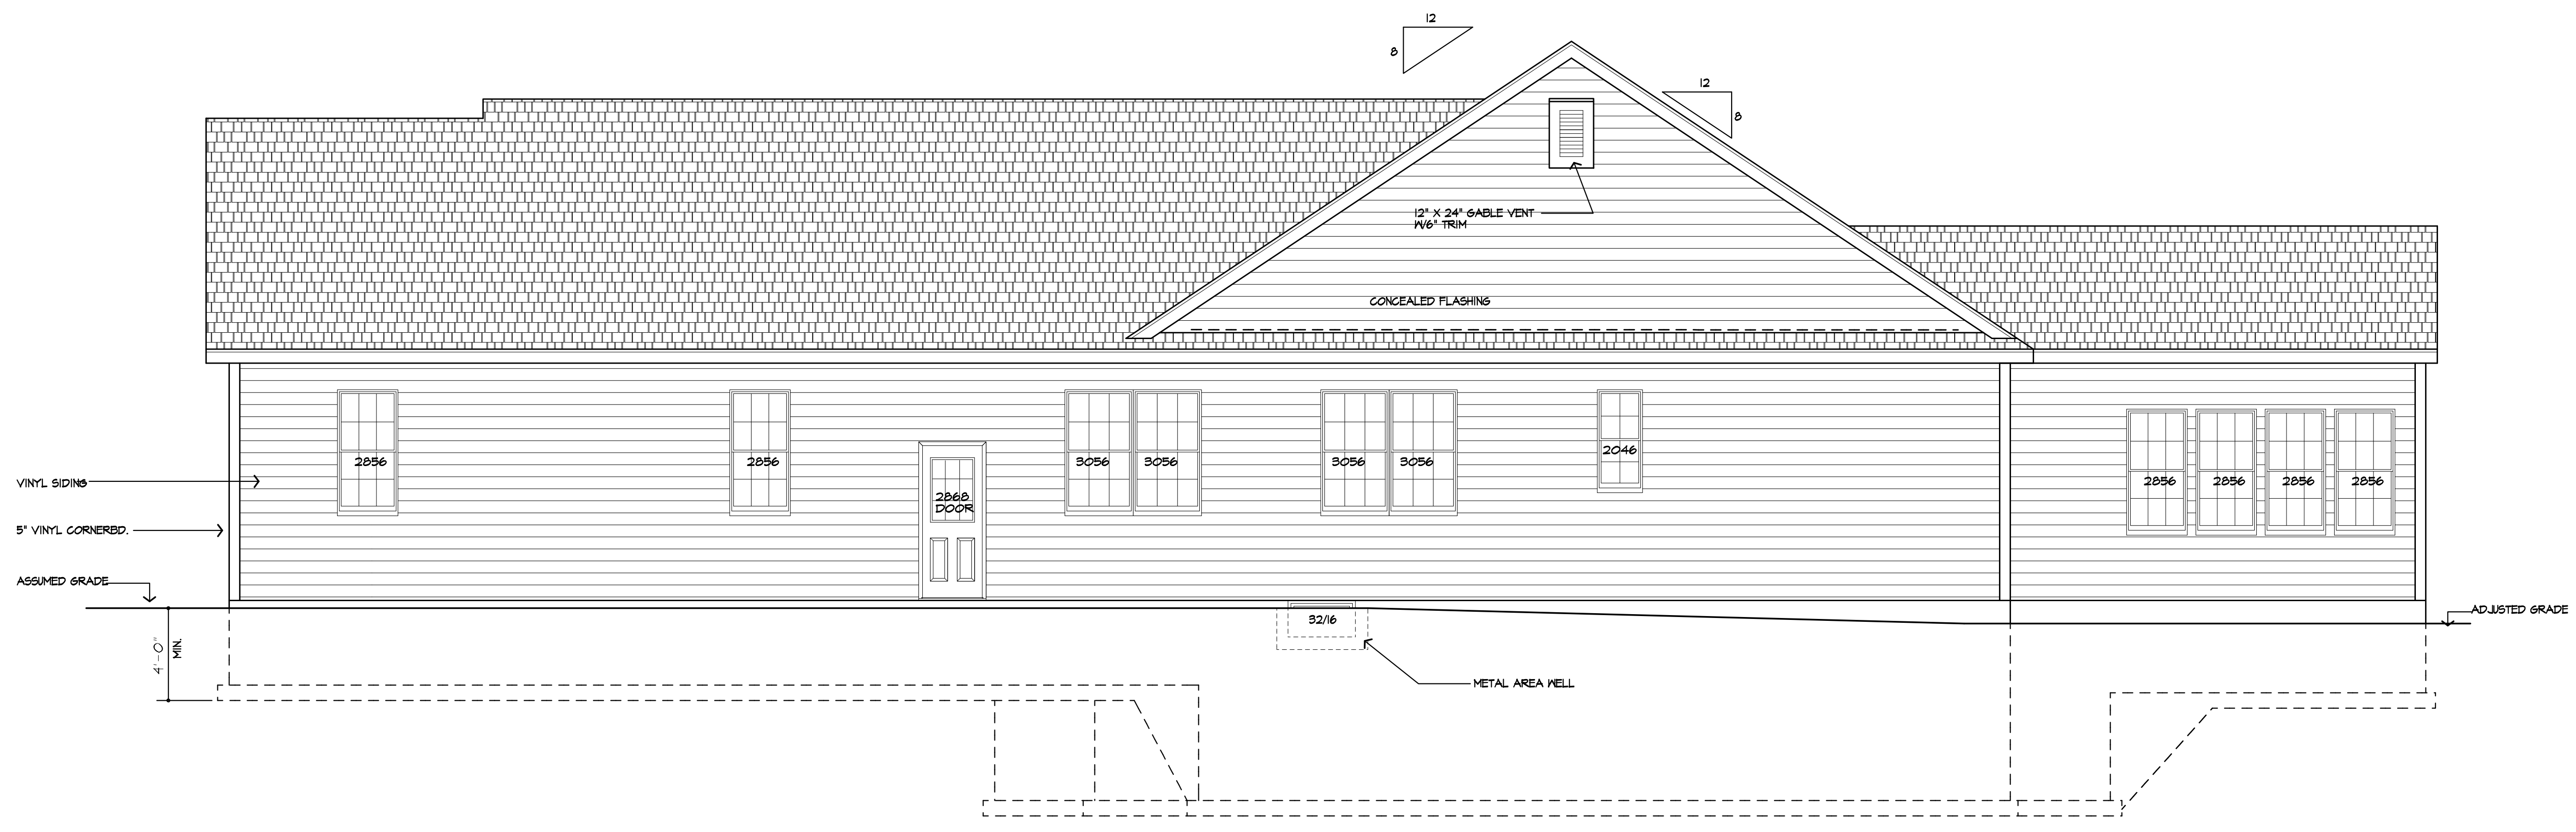 12
8
12
8
12" X 24" GABLE VENT
W/6" TRIM
CONCEALED FLASHING
2856
2856
3056
3056
3056
3056
2046
2856
2856
2856
2856
2868
DOOR
VINYL SIDING
5" VINYL CORNERBD.
ASSUMED GRADE
ADJUSTED GRADE
32/16
4'-0"
MIN.
METAL AREA WELL